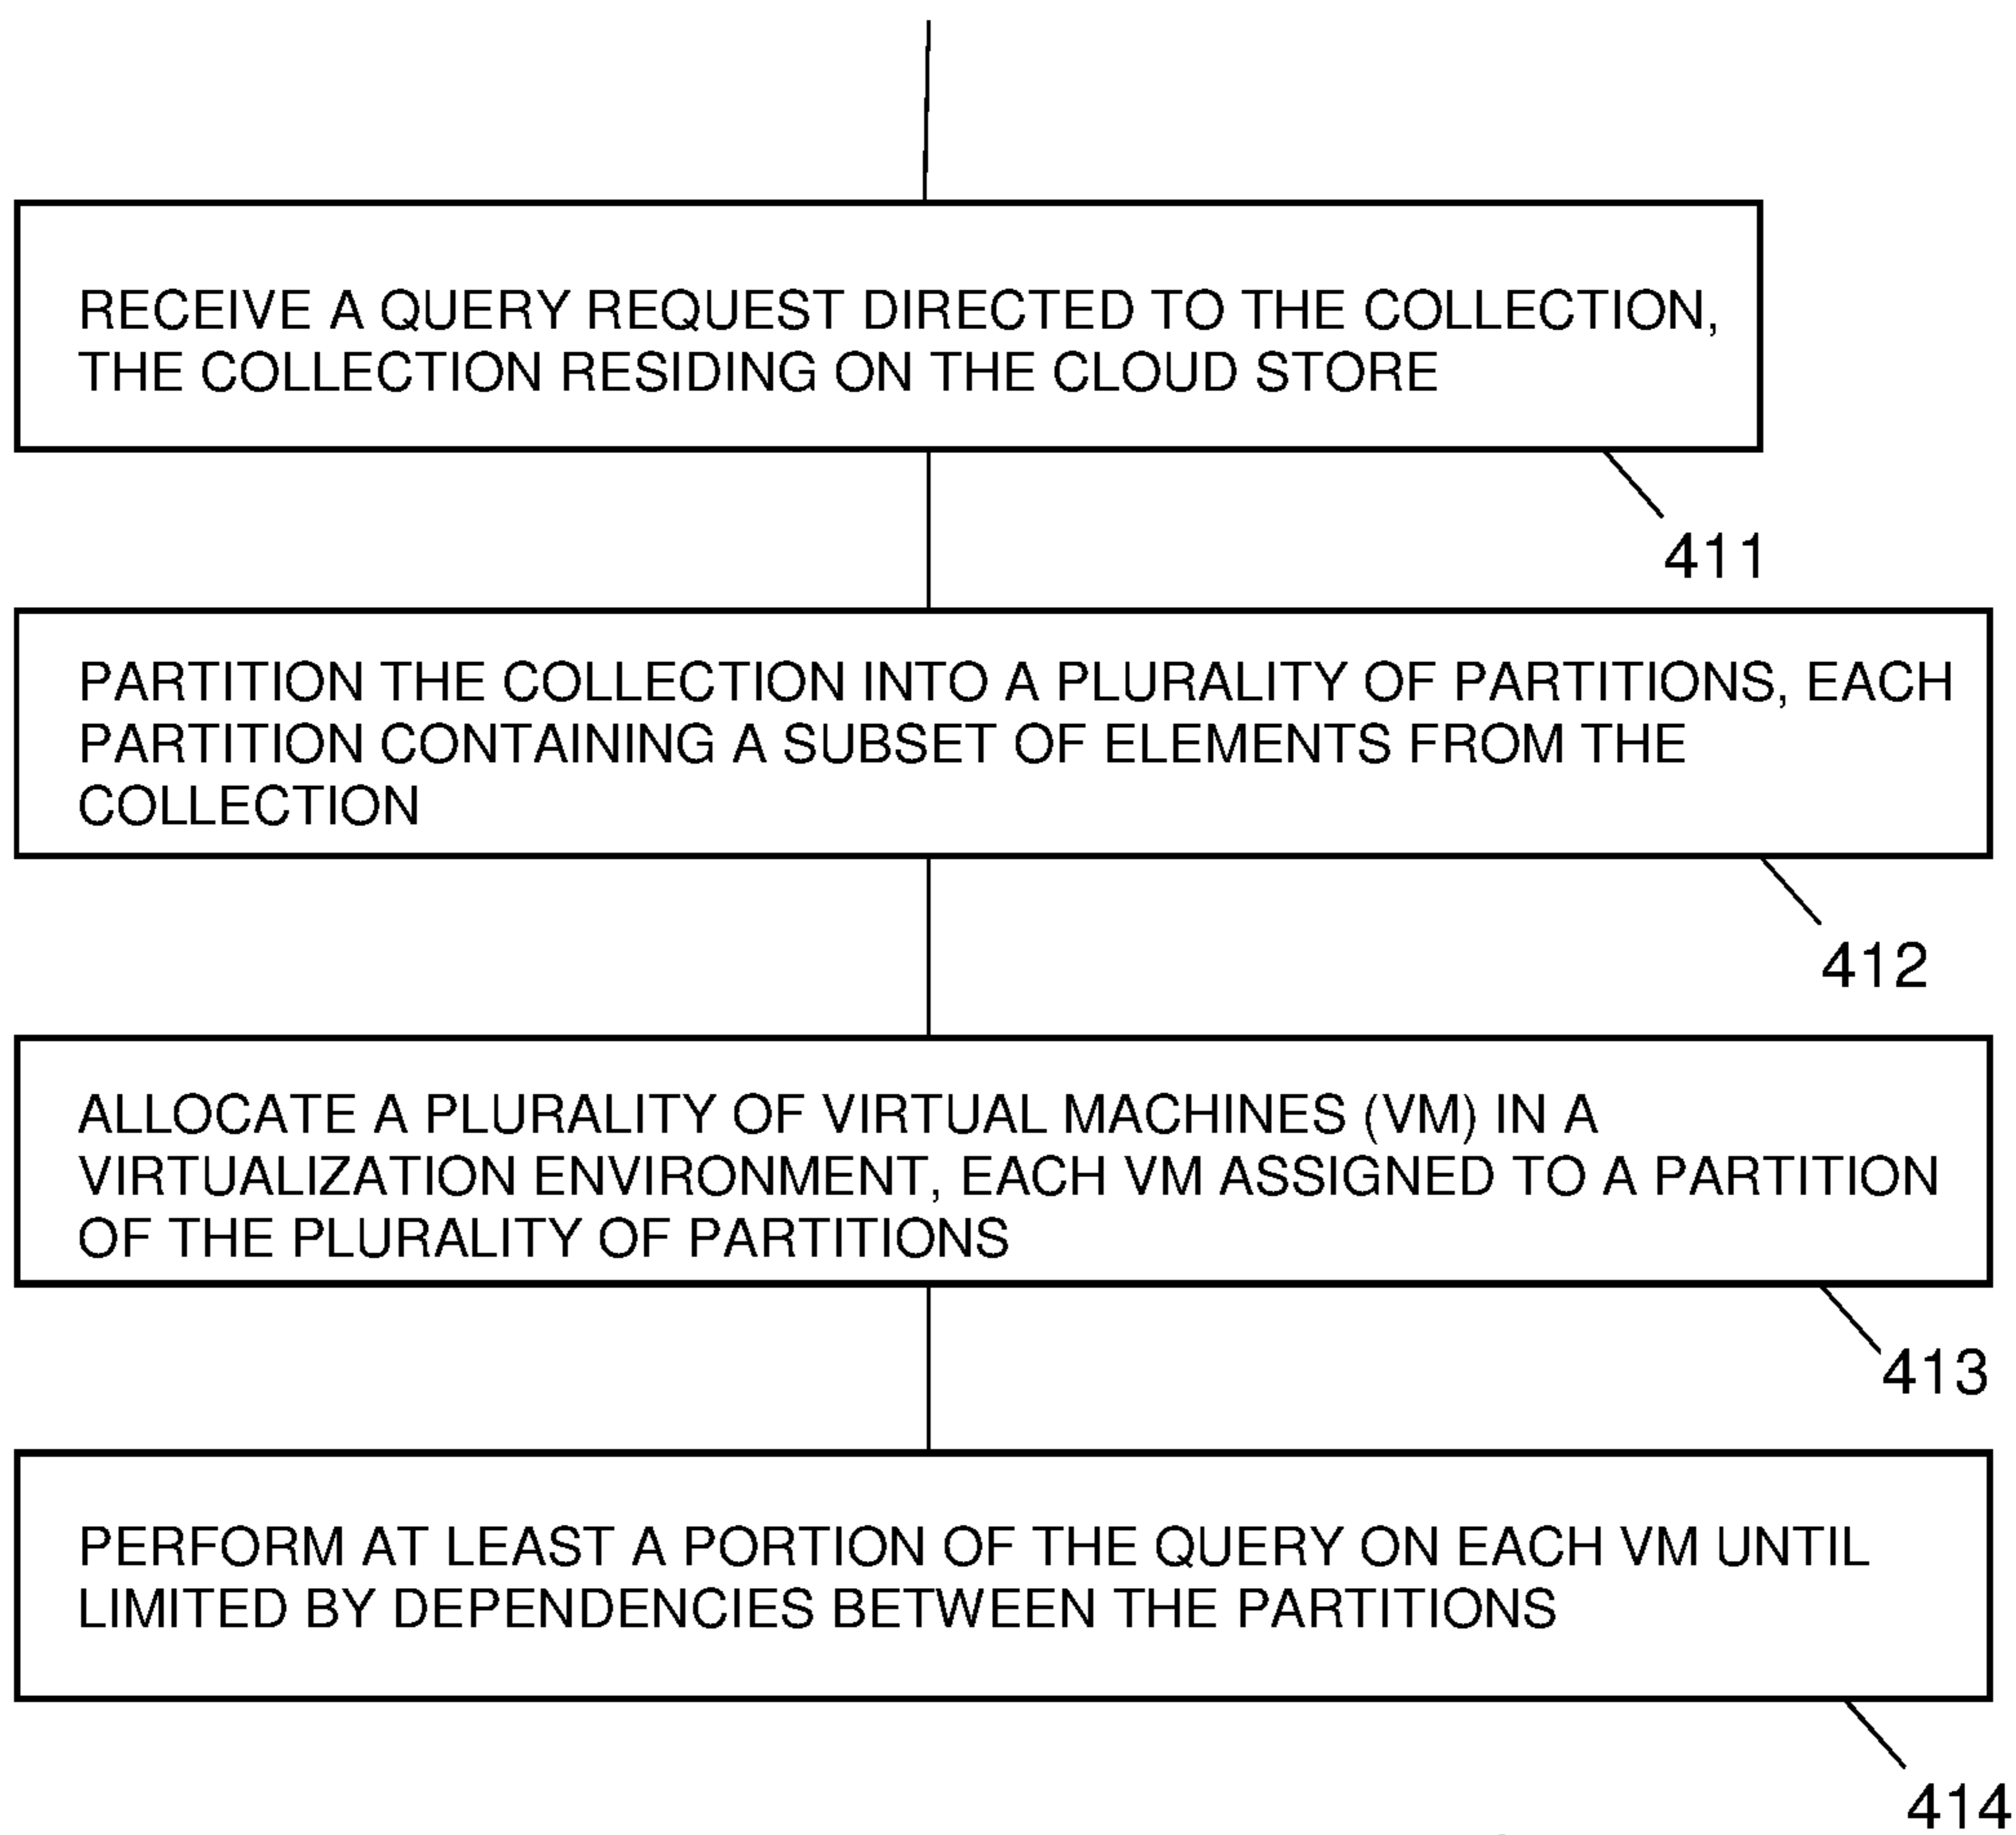 RECEIVE A QUERY REQUEST DIRECTED TO THE COLLECTION,
THE COLLECTION RESIDING ON THE CLOUD STORE
411
PARTITION THE COLLECTION INTO A PLURALITY OF PARTITIONS, EACH
PARTITION CONTAINING A SUBSET OF ELEMENTS FROM THE
COLLECTION
412
ALLOCATE A PLURALITY OF VIRTUAL MACHINES (VM) IN A
VIRTUALIZATION ENVIRONMENT, EACH VM ASSIGNED TO A PARTITION
OF THE PLURALITY OF PARTITIONS
413
PERFORM AT LEAST A PORTION OF THE QUERY ON EACH VM UNTIL
LIMITED BY DEPENDENCIES BETWEEN THE PARTITIONS
414